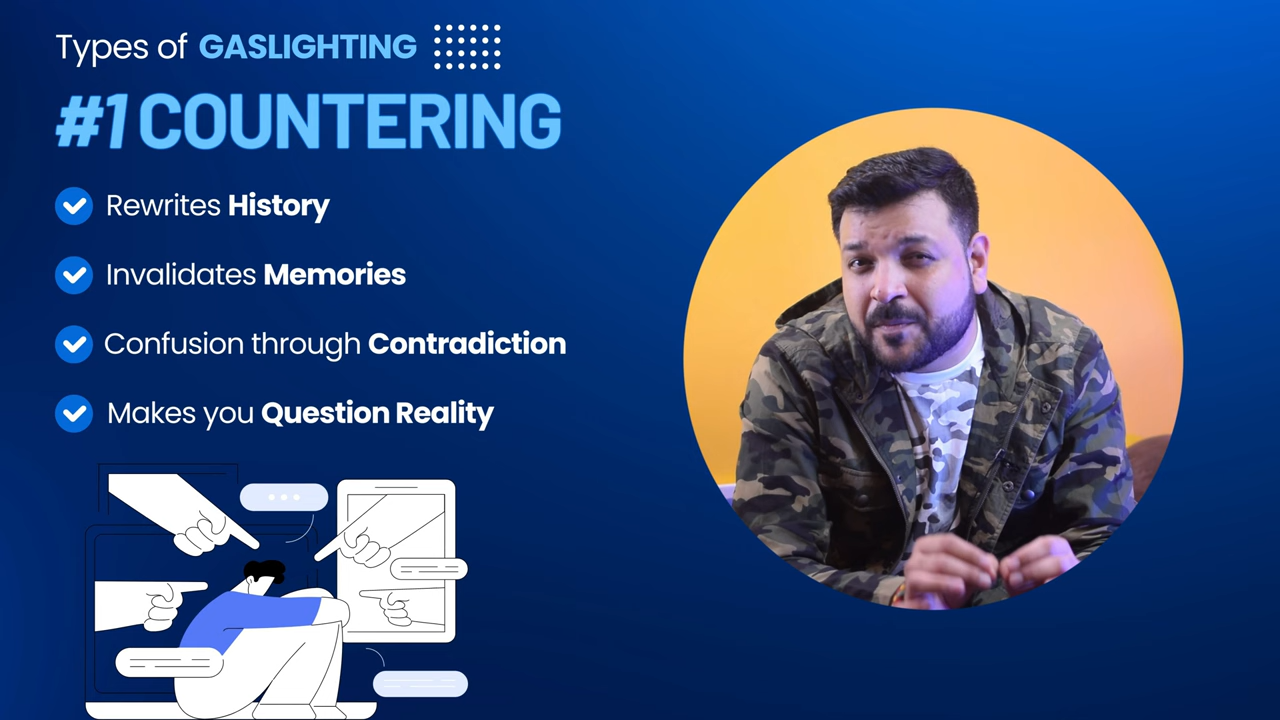 Types of GASLIGHTING
#1 COUNTERING
Rewrites History
Invalidates Memories
Confusion through Contradiction
Makes you Question Reality